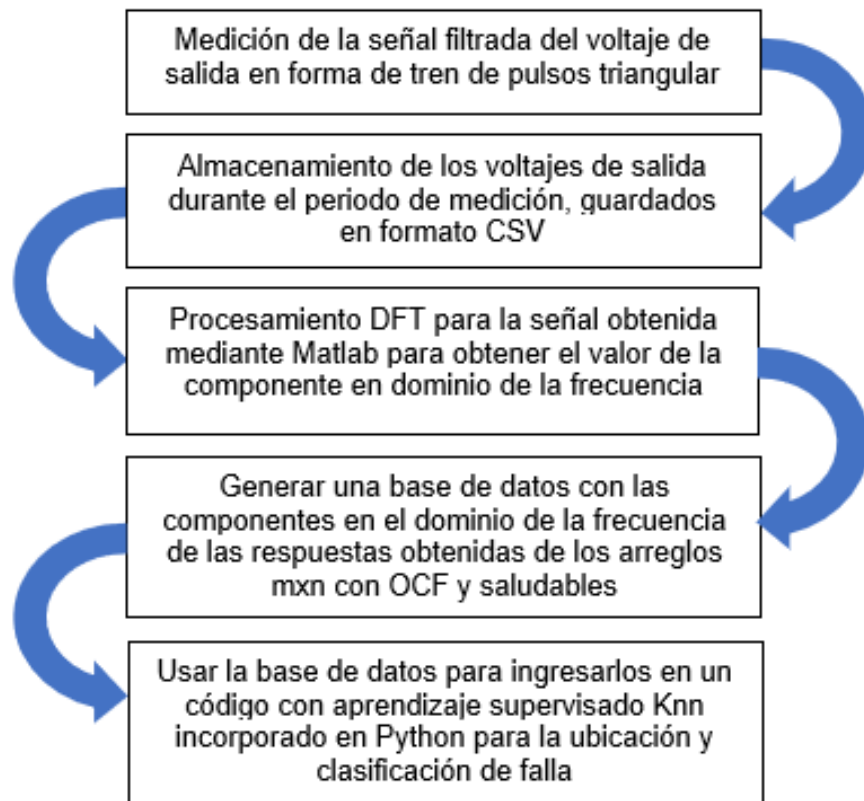 Medición de la señal filtrada del voltaje de
salida en forma de tren de pulsos triangular
Almacenamiento de los voltajes de salida
durante el periodo de medición, guardados
en formato CSV
Procesamiento DFT para la señal obtenida
mediante Matlab para obtener el valor de la
componente en dominio de la frecuencia
Generar una base de datos con las
componentes en el dominio de la frecuencia
de las respuestas obtenidas de los arreglos
mxn con OCF y saludables
Usar la base de datos para ingresarlos en un
código con aprendizaje supervisado Knn
incorporado en Python para la ubicación y
clasificación de falla